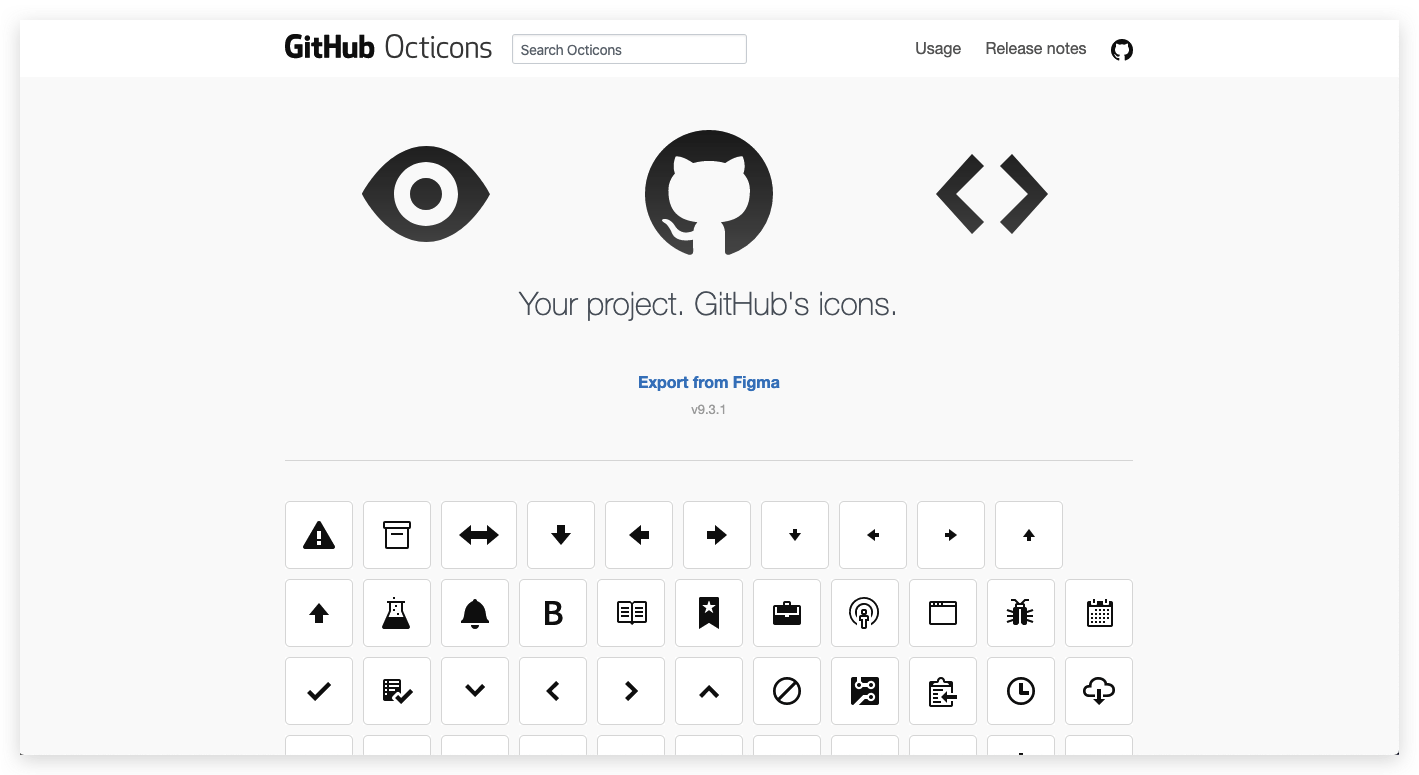 GitHub Octicons
Search Octicons
Usage
Release notes
Your project. GitHub's icons.
Export from Figma
v9.3.1
B